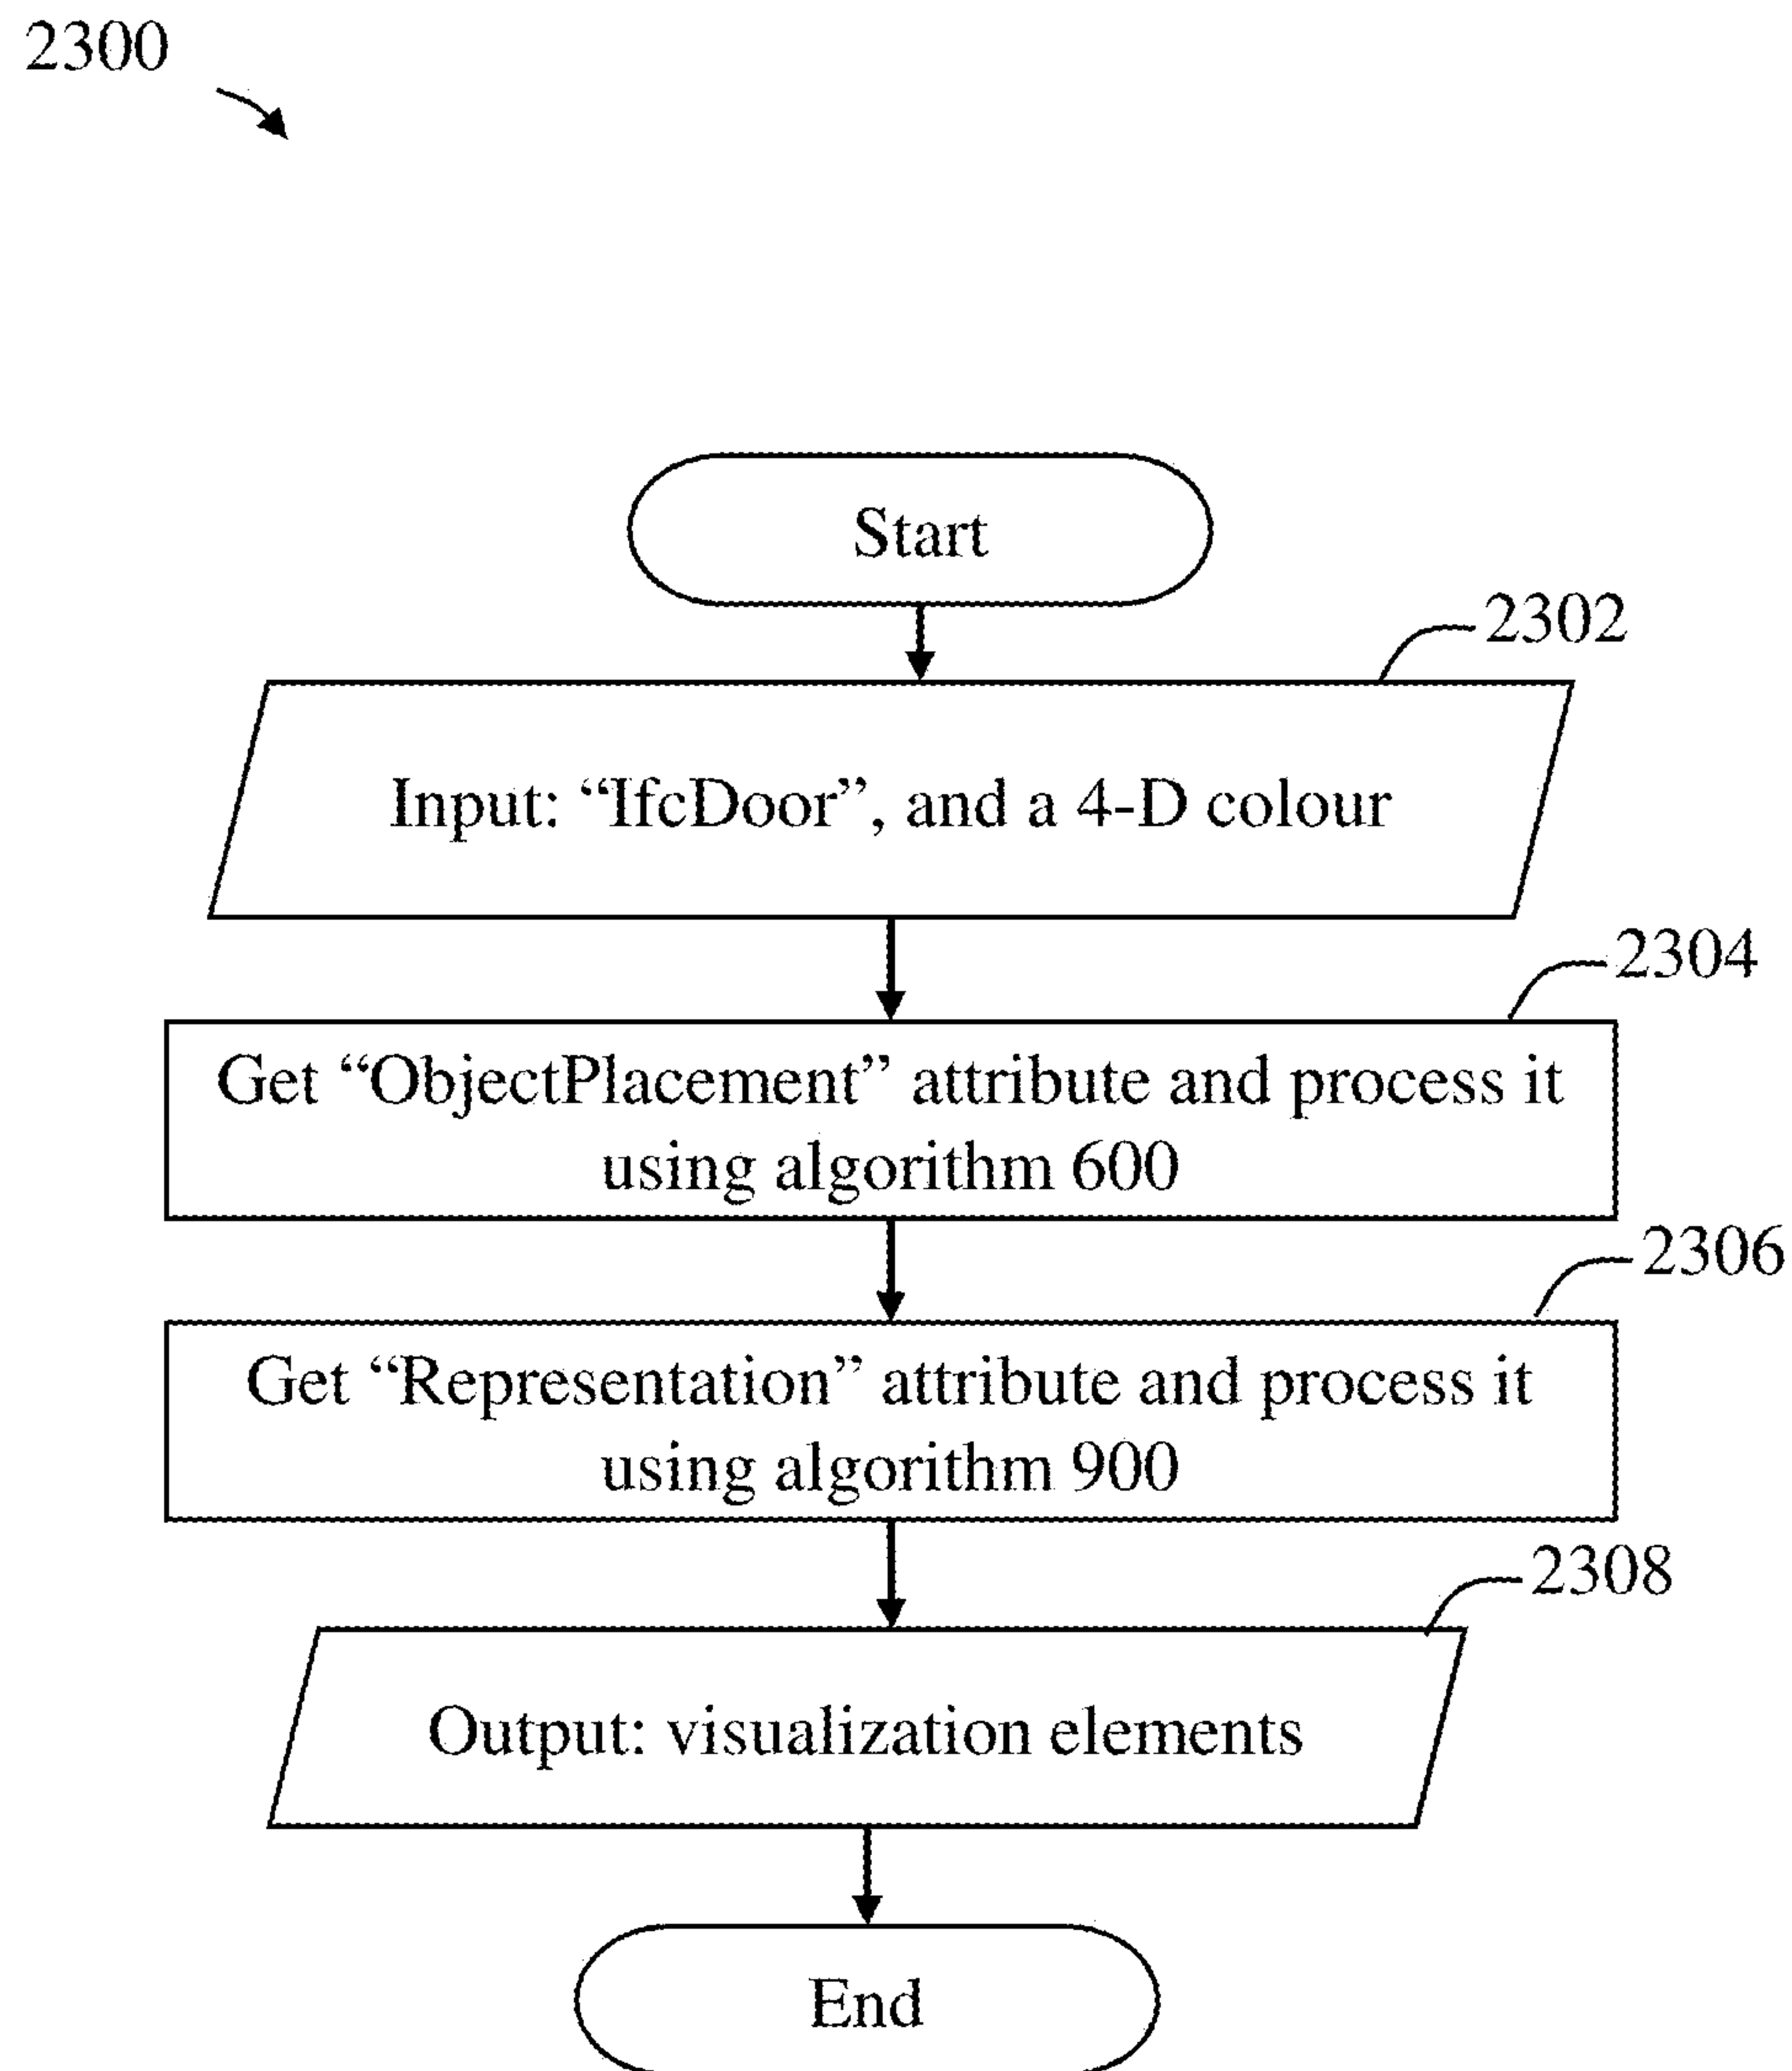 2300
Start
2302
Input: “IfcDoor”, and a 4-D colour
2304
Get “ObjectPlacement” attribute and process it
using algorithm 600
2306
Get “Representation” attribute and process it
using algorithm 900
2308
Output: visualization elements
End